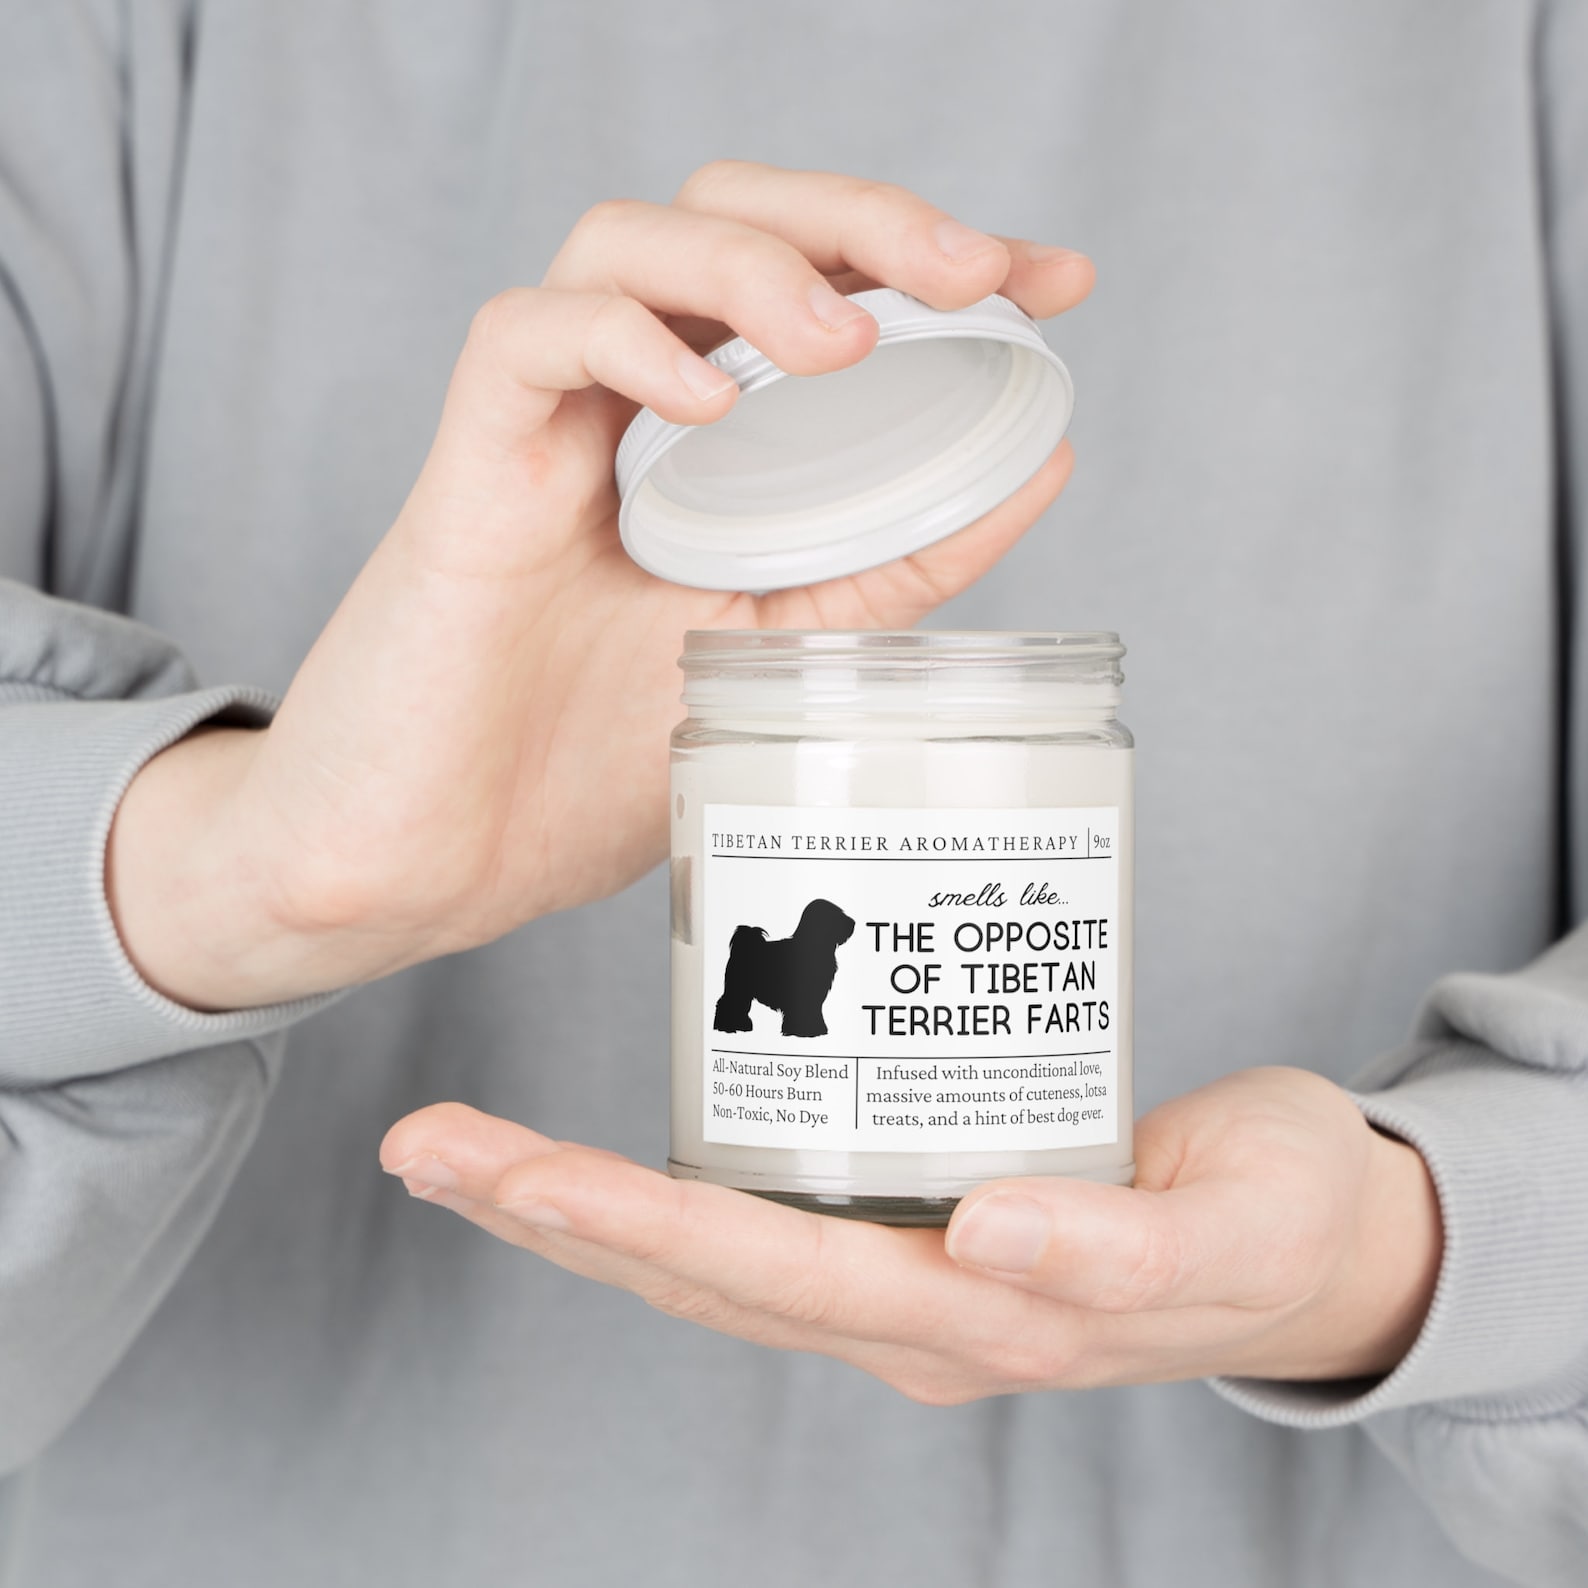 TIBETAN TERRIER AROMATHERAPY | 9oz
smells like...
THE OPPOSITE
OF TIBETAN
TERRIER FARTS
All-Natural Soy Blend
50-60 Hours Burn
Non-Toxic, No Dye
Infused with unconditional love,
massive amounts of cuteness, lotsa
treats, and a hint of best dog ever.